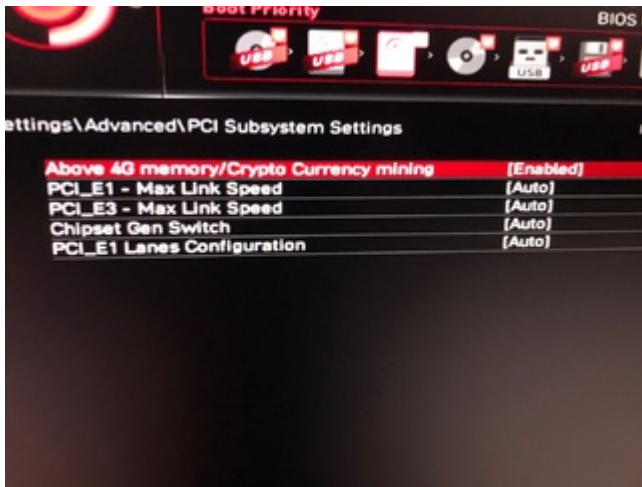 Boot Priority
BIOS
USB USB USB USB
ettings\Advanced\PCI Subsystem Settings
Above 4G memory/Crypto Currency mining [Enabled]
PCI_E1 - Max Link Speed [Auto]
PCI_E3 - Max Link Speed [Auto]
Chipset Gen Switch [Auto]
PCI_E1 Lanes Configuration [Auto]